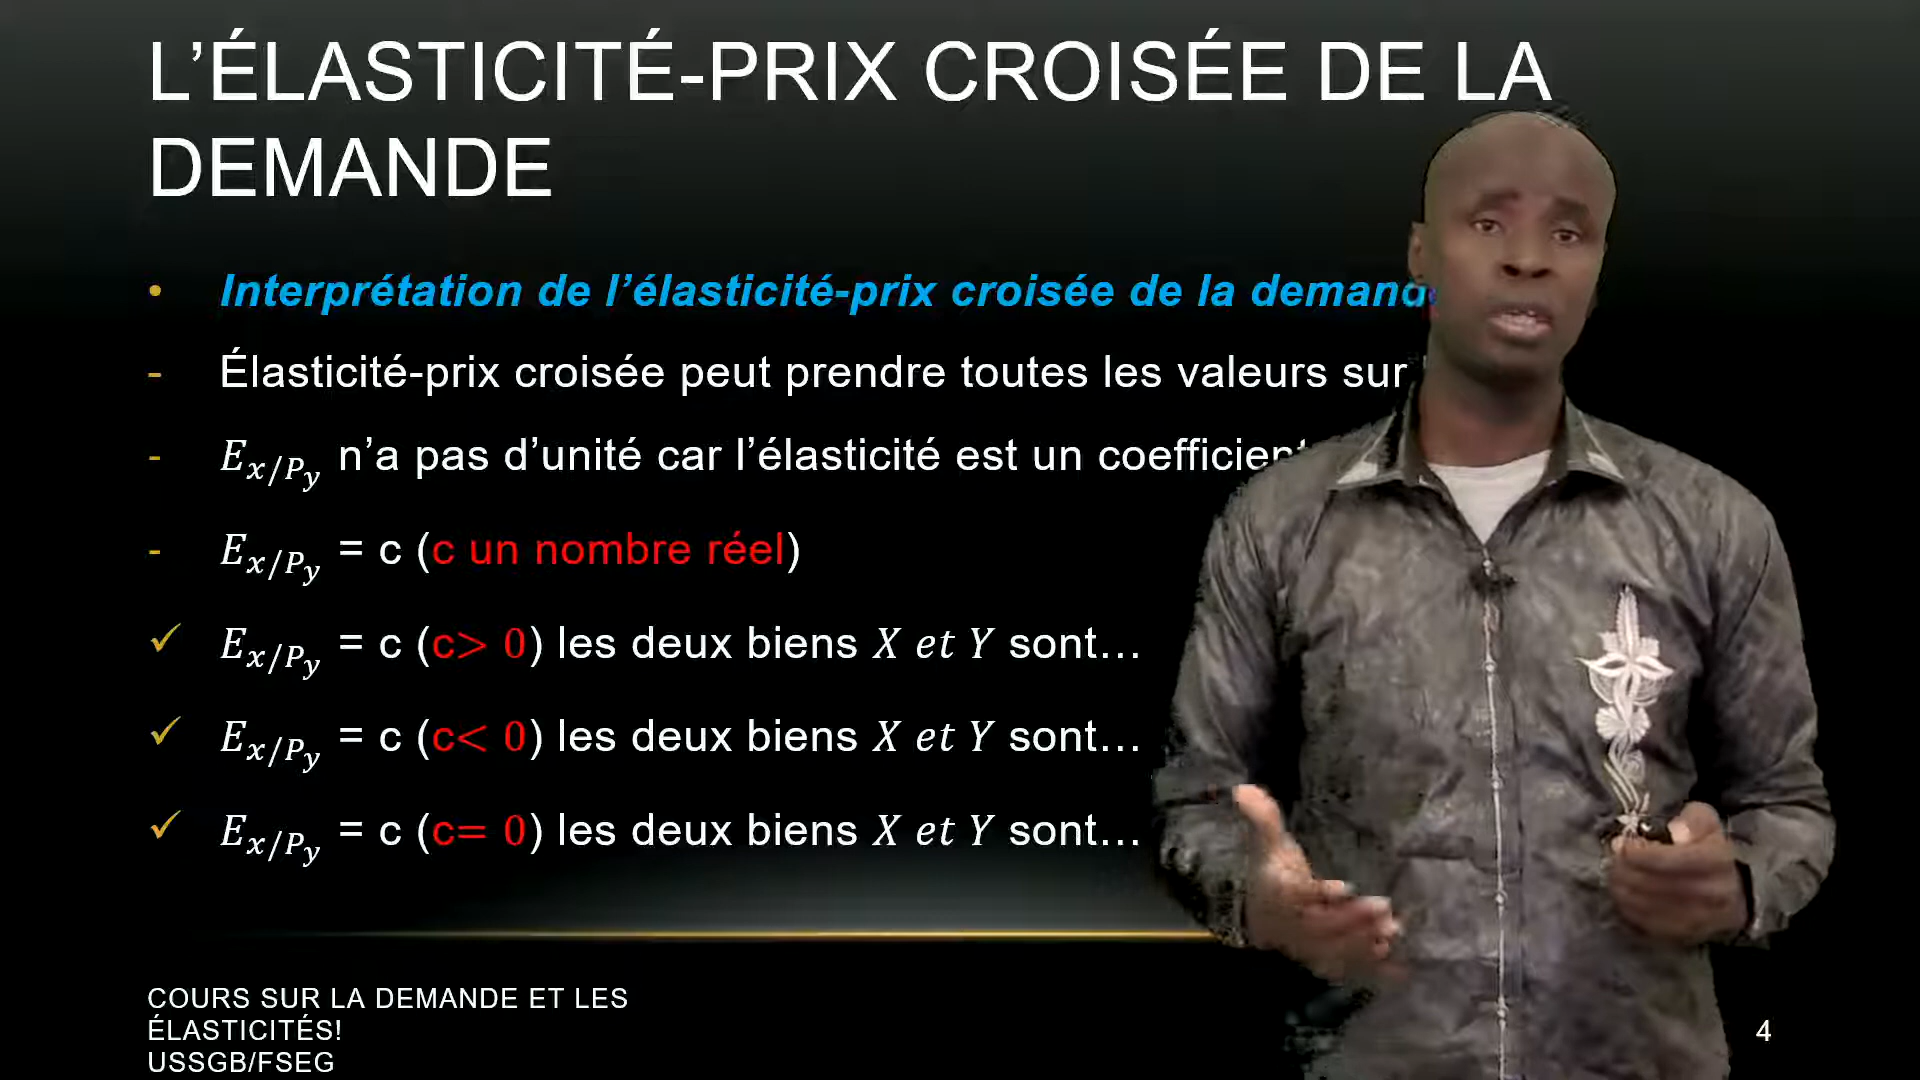 L’ÉLASTICITÉ-PRIX CROISÉE DE LA
DEMANDE
• Interprétation de l’élasticité-prix croisée de la
- Élasticité-prix croisée peut prendre toutes les valeurs sur
- E_{x/P_y} n’a pas d’unité car l’élasticité est un coefficient
- E_{x/P_y} = c (c un nombre réel)
✓ E_{x/P_y} = c (c> 0) les deux biens X et Y sont…
✓ E_{x/P_y} = c (c< 0) les deux biens X et Y sont…
✓ E_{x/P_y} = c (c= 0) les deux biens X et Y sont…
COURS SUR LA DEMANDE ET LES
ÉLASTICITÉS!
USSGB/FSEG
4